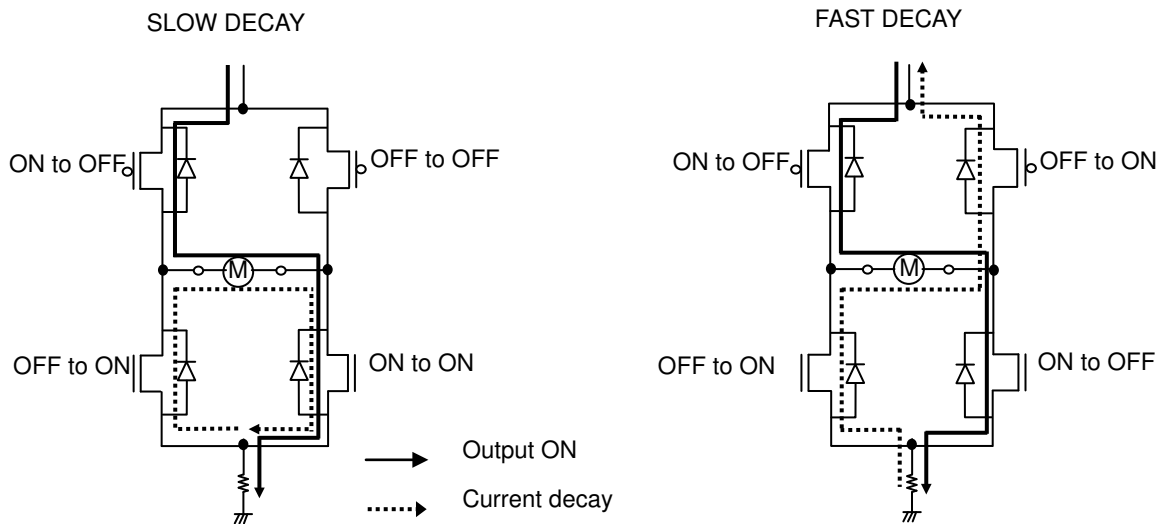 SLOW DECAY
ON to OFF
OFF to OFF
M
OFF to ON
ON to ON
FAST DECAY
ON to OFF
OFF to ON
M
OFF to ON
ON to OFF
Output ON
Current decay